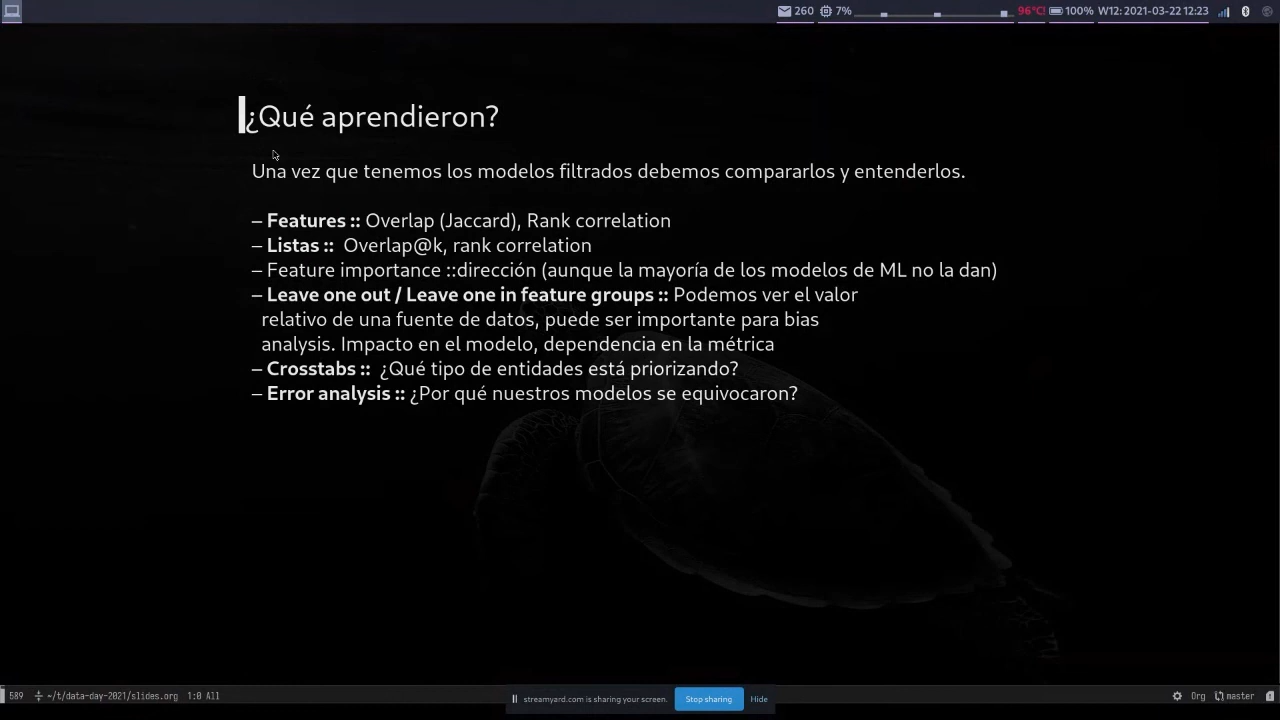 260 7% 96°C! 100% W12: 2021-03-22 12:23
¿Qué aprendieron?
Una vez que tenemos los modelos filtrados debemos compararlos y entenderlos.
– Features :: Overlap (Jaccard), Rank correlation
– Listas :: Overlap@k, rank correlation
– Feature importance ::dirección (aunque la mayoría de los modelos de ML no la dan)
– Leave one out / Leave one in feature groups :: Podemos ver el valor
relativo de una fuente de datos, puede ser importante para bias
analysis. Impacto en el modelo, dependencia en la métrica
– Crosstabs :: ¿Qué tipo de entidades está priorizando?
– Error analysis :: ¿Por qué nuestros modelos se equivocaron?
589 ~/t/data-day-2021/slides.org 1:0 All
streamyard.com is sharing your screen. Stop sharing Hide
Org master